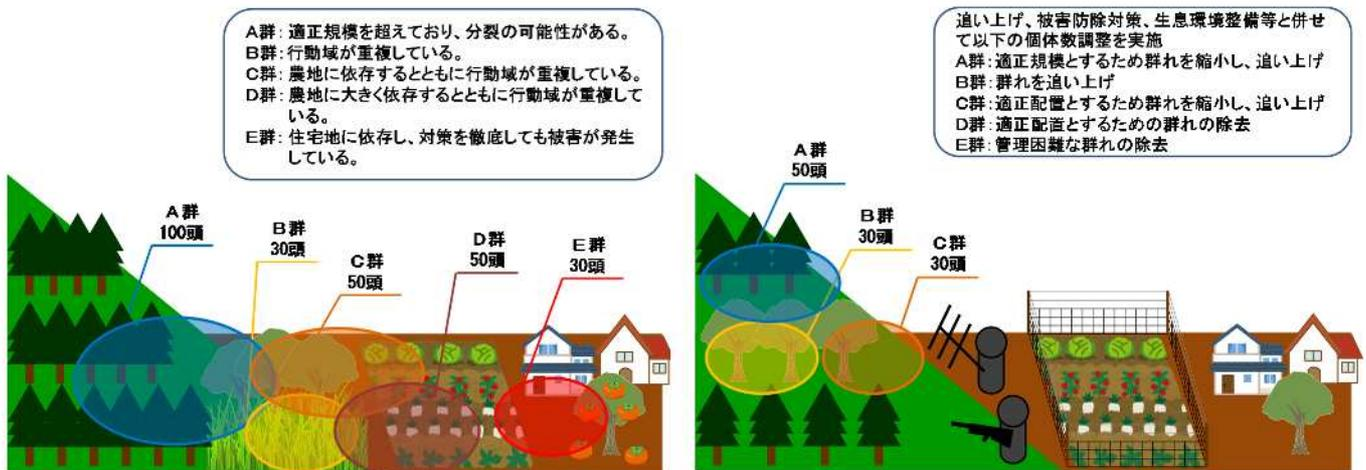 A群：適正規模を超えており、分裂の可能性がある。
B群：行動域が重複している。
C群：農地に依存するとともに行動域が重複している。
D群：農地に大きく依存するとともに行動域が重複して
いる。
E群：住宅地に依存し、対策を徹底しても被害が発生
している。
A群
100頭
B群
30頭
C群
50頭
D群
50頭
E群
30頭
追い上げ、被害防除対策、生息環境整備等と併せ
て以下の個体数調整を実施
A群：適正規模とするため群れを縮小し、追い上げ
B群：群れを追い上げ
C群：適正配置とするため群れを縮小し、追い上げ
D群：適正配置とするための群れの除去
E群：管理困難な群れの除去
A群
50頭
B群
30頭
C群
30頭